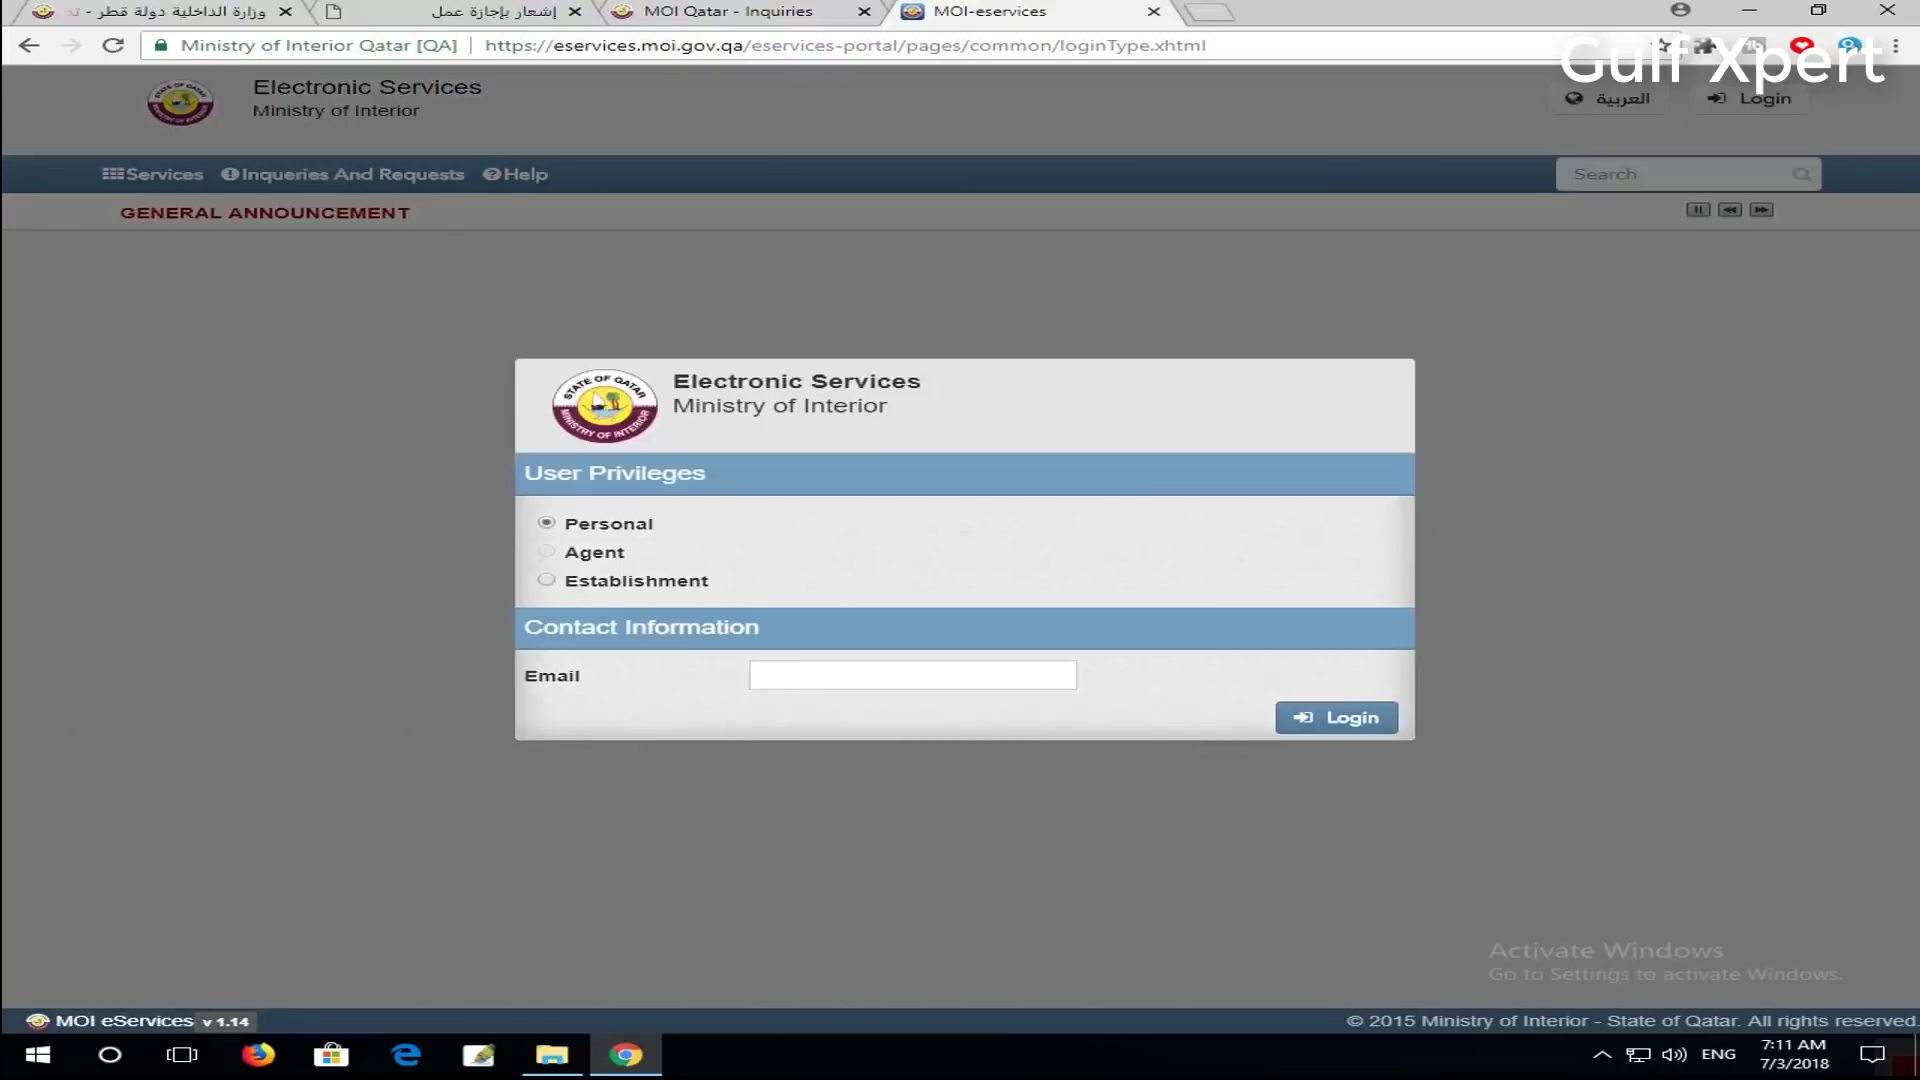 وزارة الداخلية دولة قطر - تد
إشعار بإجازة عمل
MOI Qatar - Inquiries
MOI-eservices
Ministry of Interior Qatar [QA]
https://eservices.moi.gov.qa/eservices-portal/pages/common/loginType.xhtml
Gulf Xpert
Electronic Services
Ministry of Interior
العربية
Login
Services
Inqueries And Requests
Help
Search
GENERAL ANNOUNCEMENT
STATE OF QATAR
MINISTRY OF INTERIOR
Electronic Services
Ministry of Interior
User Privileges
Personal
Agent
Establishment
Contact Information
Email
Login
Activate Windows
Go to Settings to activate Windows.
MOI eServices v 1.14
© 2015 Ministry of Interior - State of Qatar. All rights reserved.
ENG
7:11 AM
7/3/2018